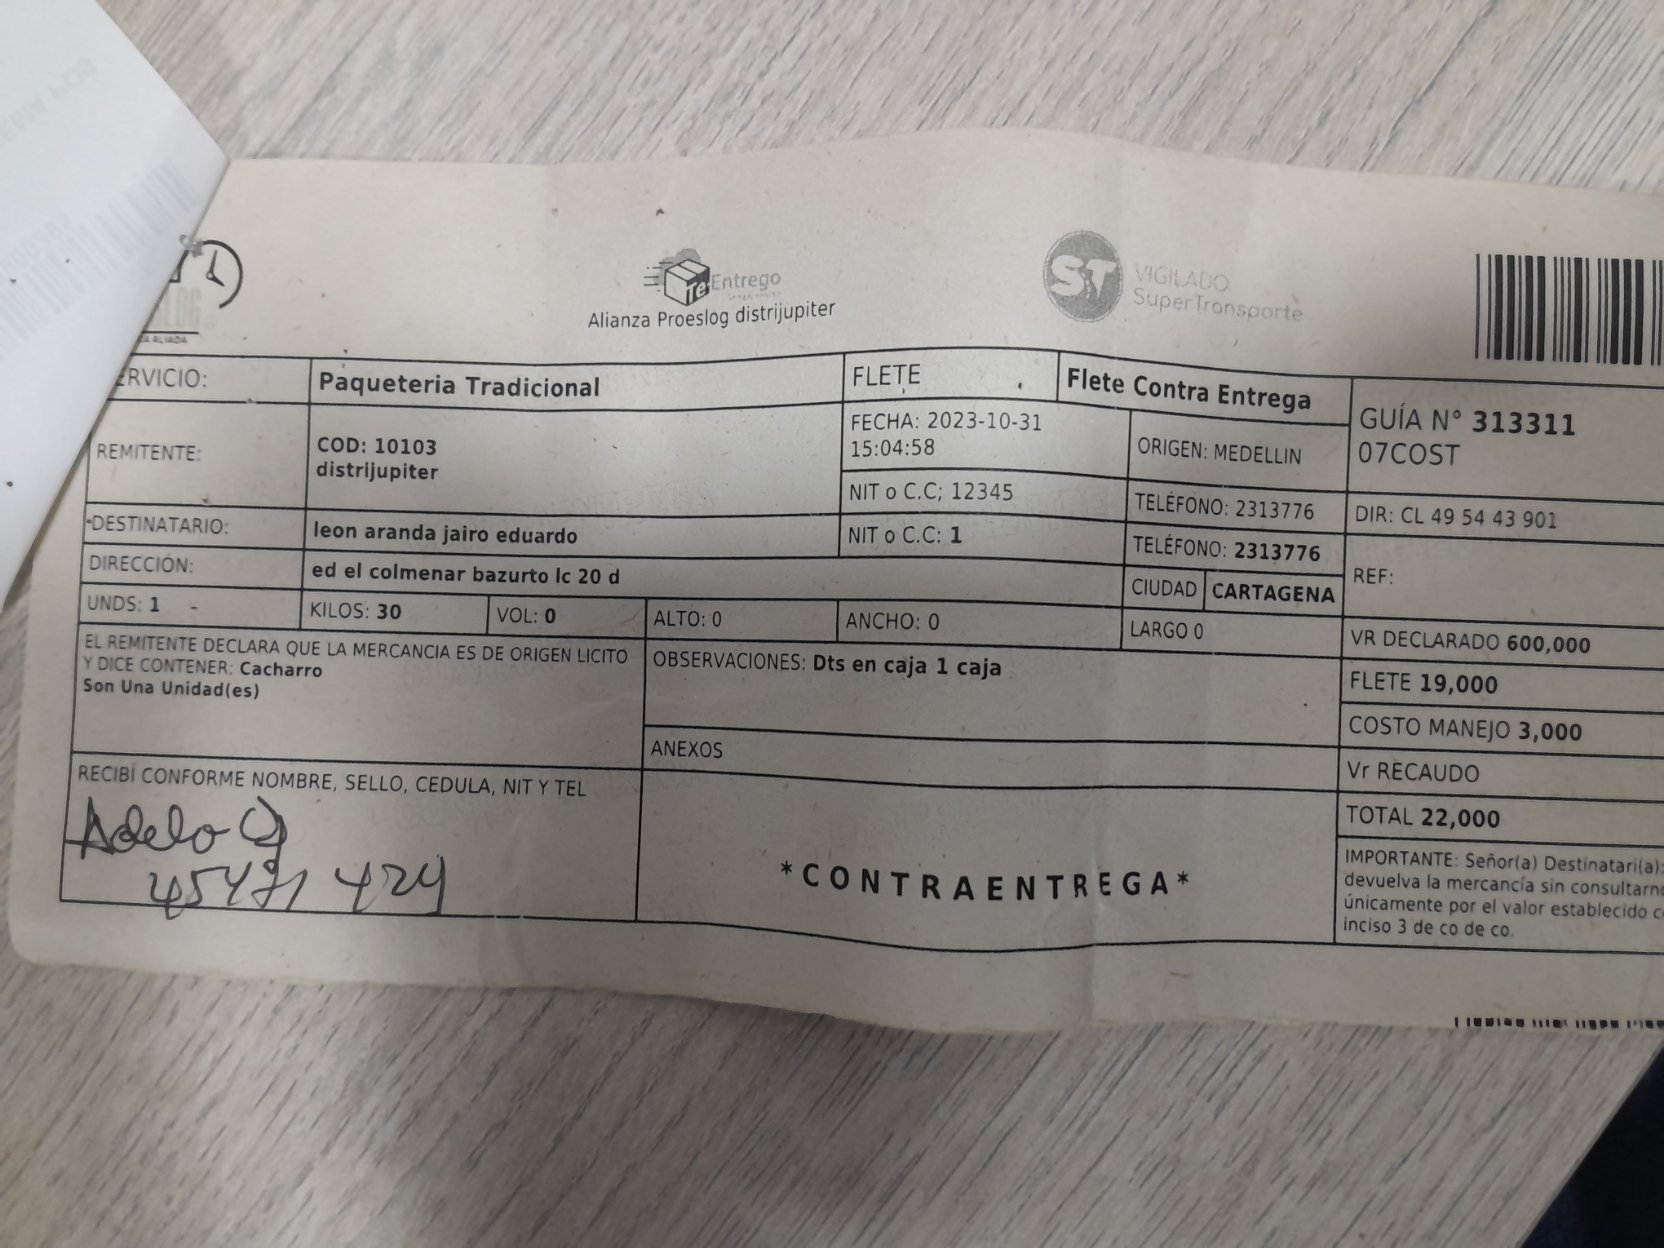 Te Entrego
Alianza Proeslog distrijupiter
ST VIGILADO
SuperTransporte
ERVICIO: Paqueteria Tradicional FLETE Flete Contra Entrega
GUÍA N° 313311
07COST
REMITENTE: COD: 10103
distrijupiter
FECHA: 2023-10-31
15:04:58
ORIGEN: MEDELLIN
NIT o C.C; 12345 TELÉFONO: 2313776 DIR: CL 49 54 43 901
DESTINATARIO: leon aranda jairo eduardo NIT o C.C: 1 TELÉFONO: 2313776
DIRECCIÓN: ed el colmenar bazurto lc 20 d CIUDAD CARTAGENA REF:
UNDS: 1 - KILOS: 30 VOL: 0 ALTO: 0 ANCHO: 0 LARGO 0 VR DECLARADO 600,000
EL REMITENTE DECLARA QUE LA MERCANCIA ES DE ORIGEN LICITO
Y DICE CONTENER: Cacharro
Son Una Unidad(es)
OBSERVACIONES: Dts en caja 1 caja
FLETE 19,000
COSTO MANEJO 3,000
ANEXOS
Vr RECAUDO
TOTAL 22,000
RECIBÍ CONFORME NOMBRE, SELLO, CEDULA, NIT Y TEL
*CONTRAENTREGA*
IMPORTANTE: Señor(a) Destinatari(a):
devuelva la mercancía sin consultarn
únicamente por el valor establecido c
inciso 3 de co de co.